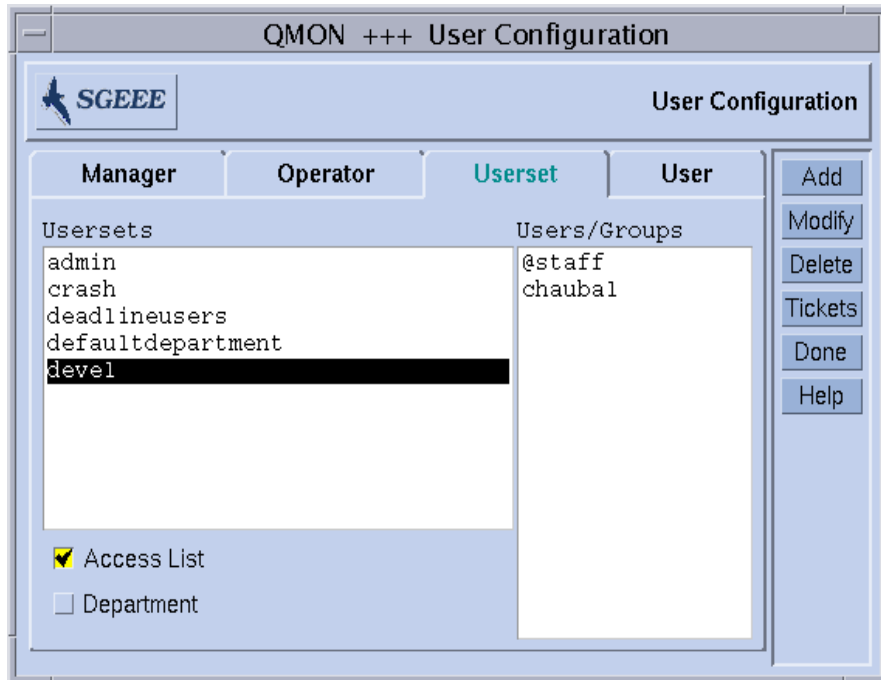 QMON +++ User Configuration
SGEEE
User Configuration
Manager Operator Userset User
Usersets
admin
crash
deadlineusers
defaultdepartment
devel
Access List
Department
Users/Groups
@staff
chaubal
Add
Modify
Delete
Tickets
Done
Help